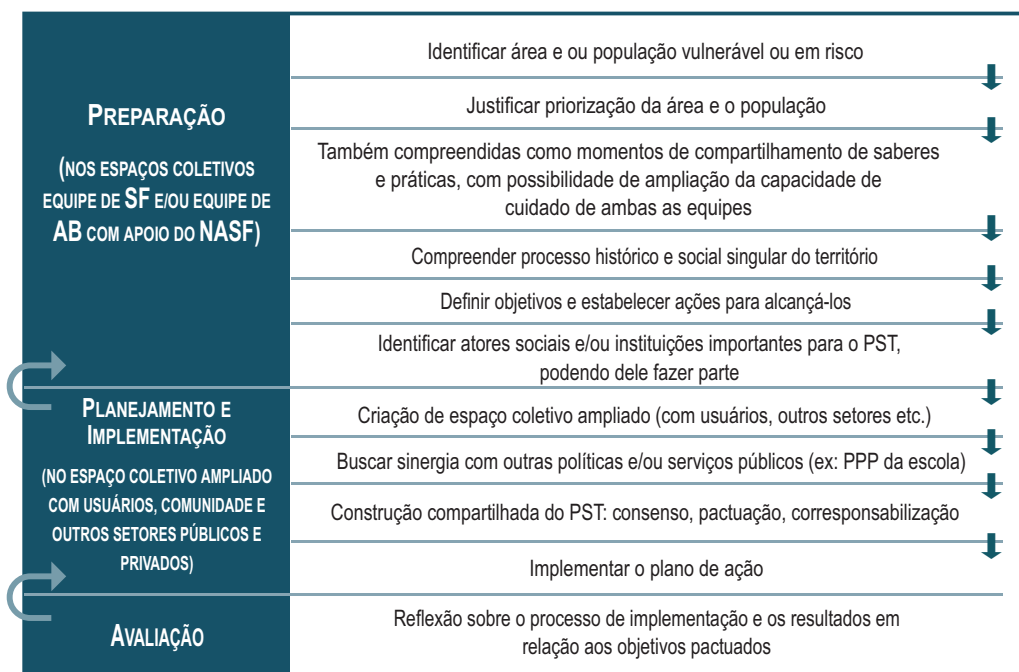 PREPARAÇÃO
(NOS ESPAÇOS COLETIVOS
EQUIPE DE SF E/OU EQUIPE DE
AB COM APOIO DO NASF)
Identificar área e ou população vulnerável ou em risco
Justificar priorização da área e o população
Também compreendidas como momentos de compartilhamento de saberes
e práticas, com possibilidade de ampliação da capacidade de
cuidado de ambas as equipes
Compreender processo histórico e social singular do território
Definir objetivos e estabelecer ações para alcançá-los
Identificar atores sociais e/ou instituições importantes para o PST,
podendo dele fazer parte
PLANEJAMENTO E
IMPLEMENTAÇÃO
(NO ESPAÇO COLETIVO AMPLIADO
COM USUÁRIOS, COMUNIDADE E
OUTROS SETORES PÚBLICOS E
PRIVADOS)
Criação de espaço coletivo ampliado (com usuários, outros setores etc.)
Buscar sinergia com outras políticas e/ou serviços públicos (ex: PPP da escola)
Construção compartilhada do PST: consenso, pactuação, corresponsabilização
Implementar o plano de ação
AVALIAÇÃO
Reflexão sobre o processo de implementação e os resultados em
relação aos objetivos pactuados